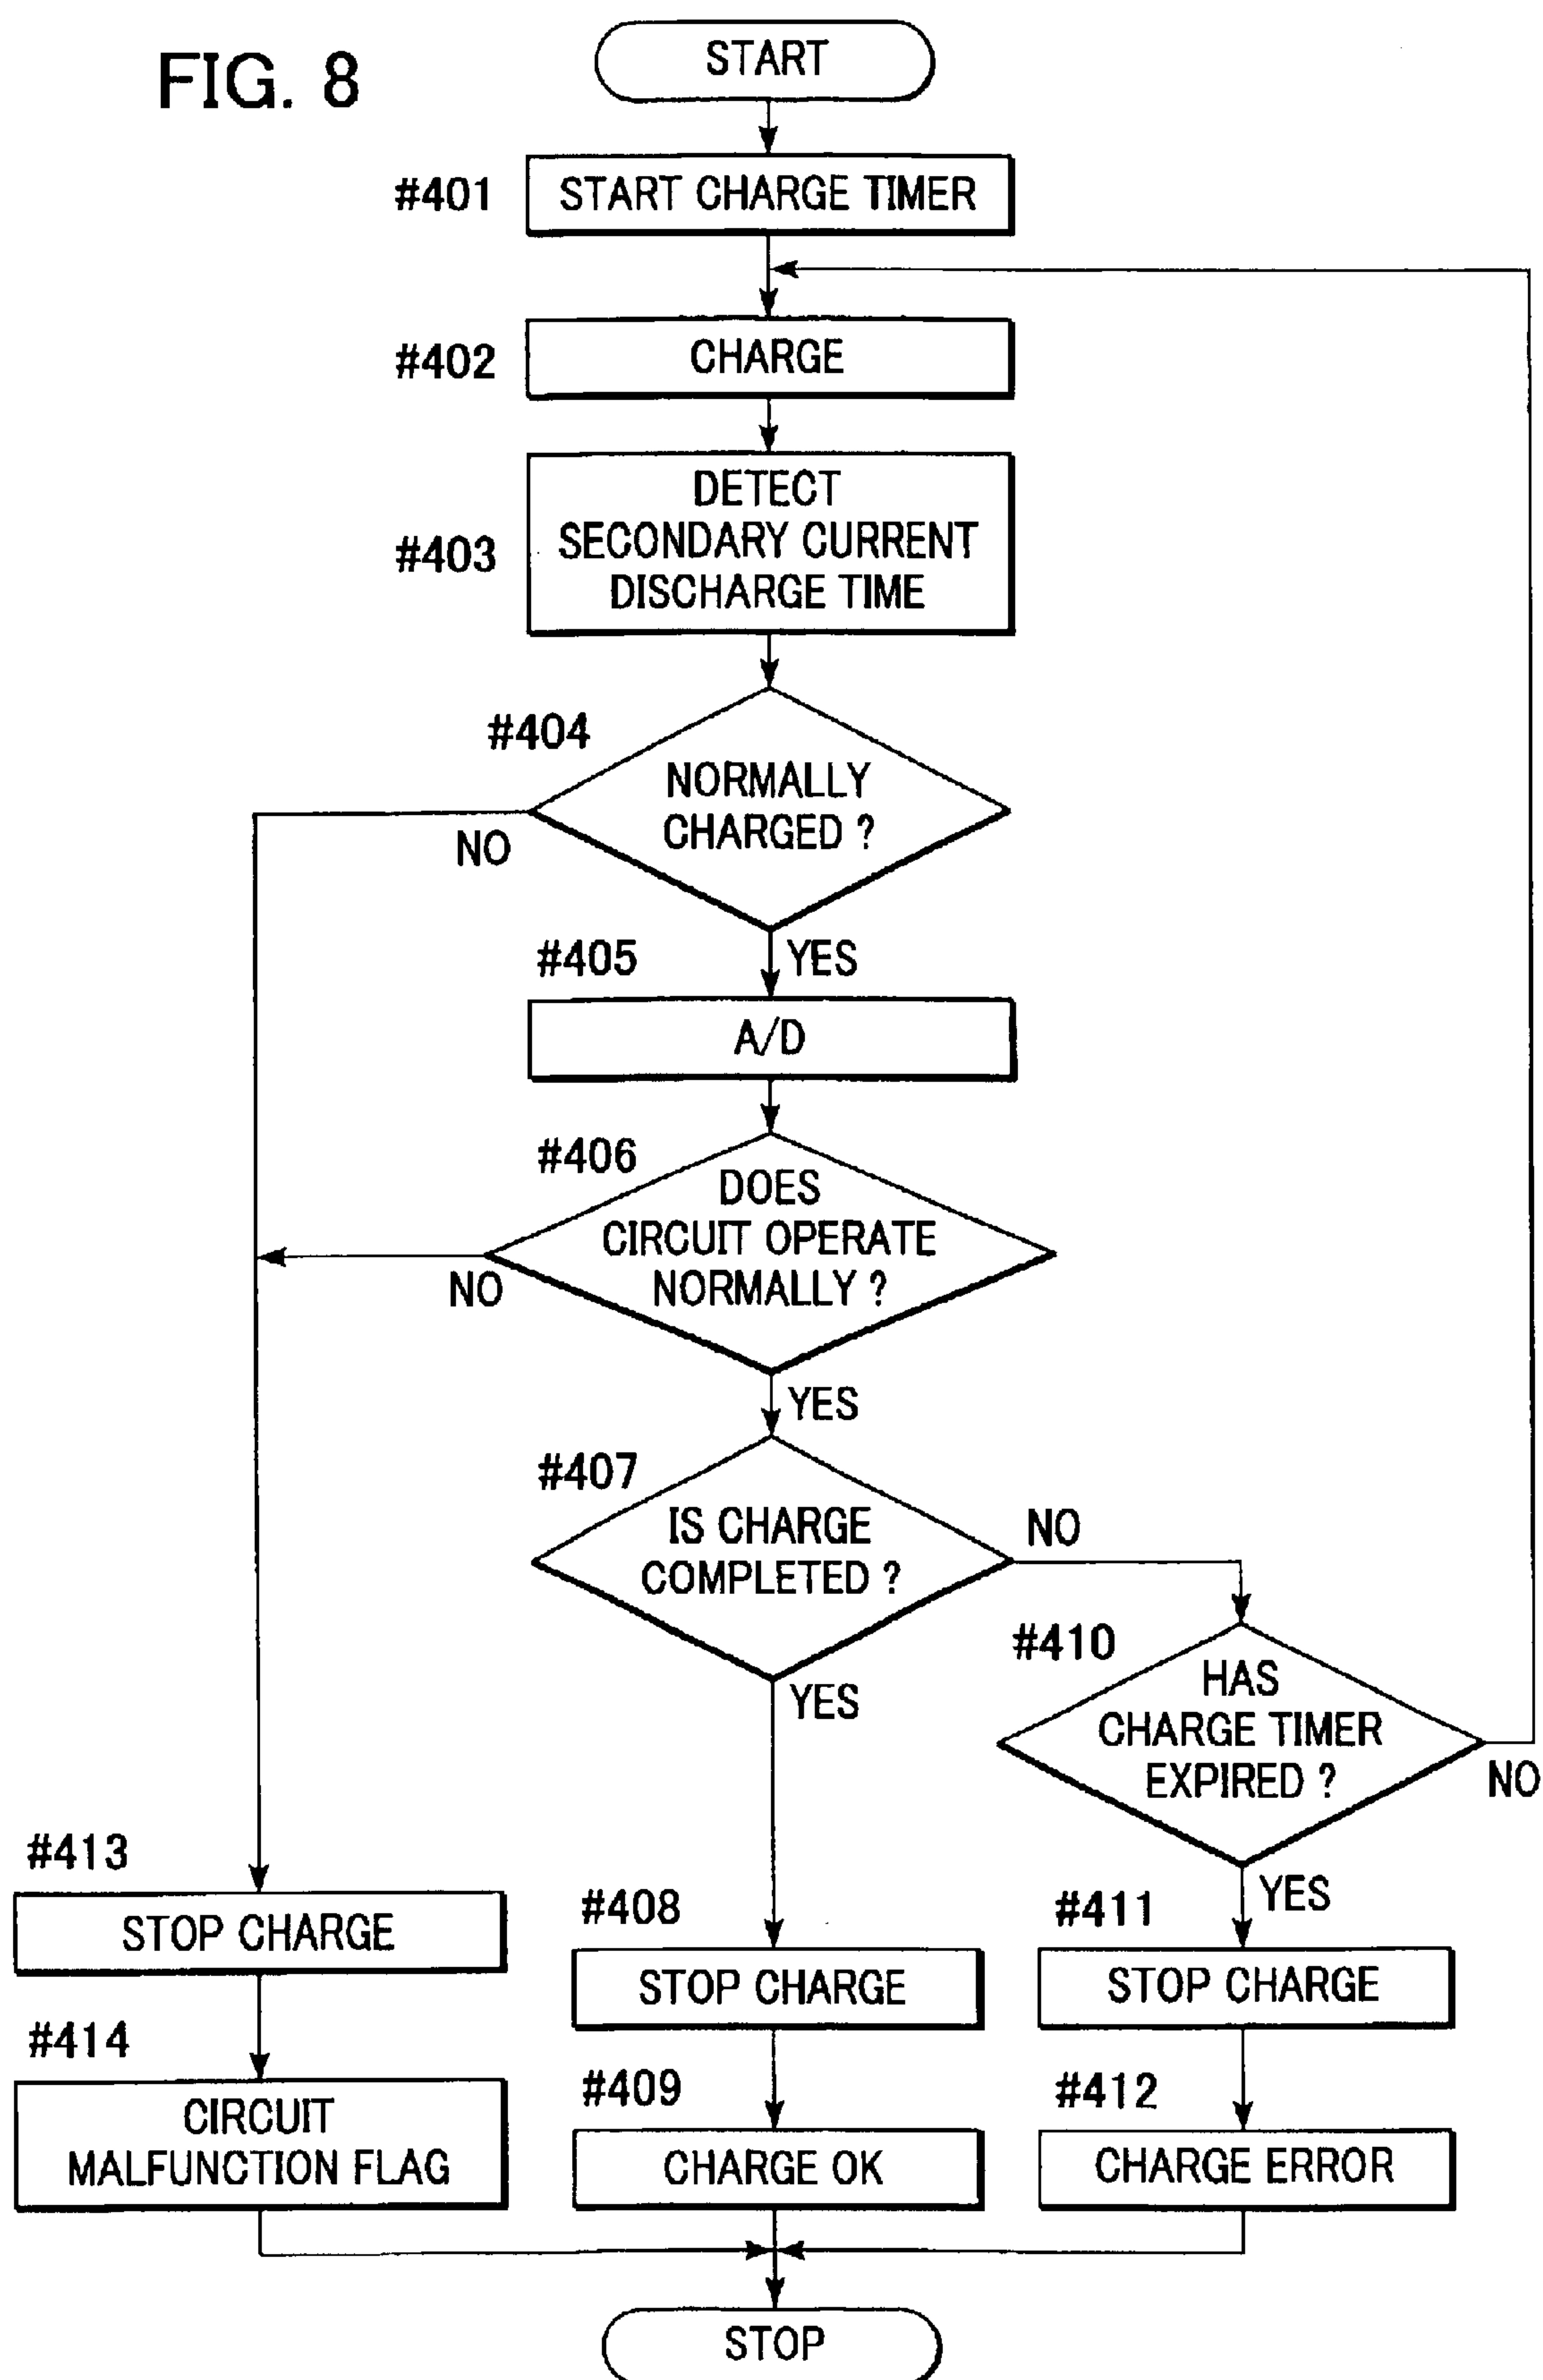 FIG. 8
START
#401
START CHARGE TIMER
#402
CHARGE
#403
DETECT
SECONDARY CURRENT
DISCHARGE TIME
#404
NORMALLY
CHARGED ?
NO
YES
#405
A/D
#406
DOES
CIRCUIT OPERATE
NORMALLY ?
NO
YES
#407
IS CHARGE
COMPLETED ?
NO
YES
#410
HAS
CHARGE TIMER
EXPIRED ?
NO
YES
#413
STOP CHARGE
#414
CIRCUIT
MALFUNCTION FLAG
#408
STOP CHARGE
#409
CHARGE OK
#411
STOP CHARGE
#412
CHARGE ERROR
STOP